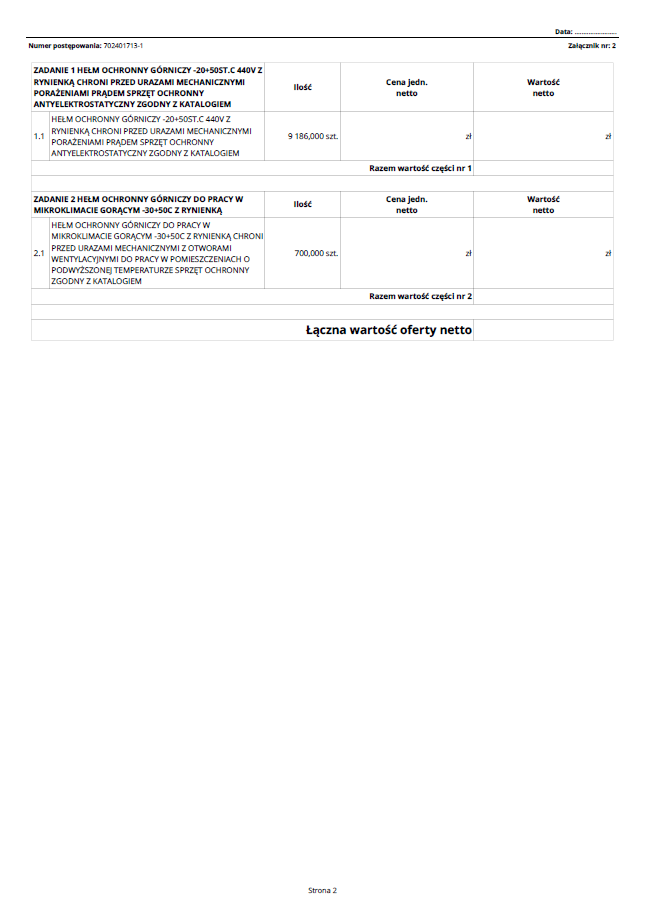 Data: ......................
Numer postępowania: 702401713-1
Załącznik nr: 2
ZADANIE 1 HEŁM OCHRONNY GÓRNICZY -20+50ST.C 440V Z
RYNIENKĄ CHRONI PRZED URAZAMI MECHANICZNYMI
PORAŻENIAMI PRĄDEM SPRZĘT OCHRONNY
ANTYELEKTROSTATYCZNY ZGODNY Z KATALOGIEM
Ilość
Cena jedn.
netto
Wartość
netto
1.1
HEŁM OCHRONNY GÓRNICZY -20+50ST.C 440V Z
RYNIENKĄ CHRONI PRZED URAZAMI MECHANICZNYMI
PORAŻENIAMI PRĄDEM SPRZĘT OCHRONNY
ANTYELEKTROSTATYCZNY ZGODNY Z KATALOGIEM
9 186,000 szt.
zł
zł
Razem wartość części nr 1
ZADANIE 2 HEŁM OCHRONNY GÓRNICZY DO PRACY W
MIKROKLIMACIE GORĄCYM -30+50C Z RYNIENKĄ
Ilość
Cena jedn.
netto
Wartość
netto
2.1
HEŁM OCHRONNY GÓRNICZY DO PRACY W
MIKROKLIMACIE GORĄCYM -30+50C Z RYNIENKĄ CHRONI
PRZED URAZAMI MECHANICZNYMI Z OTWORAMI
WENTYLACYJNYMI DO PRACY W POMIESZCZENIACH O
PODWYŻSZONEJ TEMPERATURZE SPRZĘT OCHRONNY
ZGODNY Z KATALOGIEM
700,000 szt.
zł
zł
Razem wartość części nr 2
Łączna wartość oferty netto
Strona 2